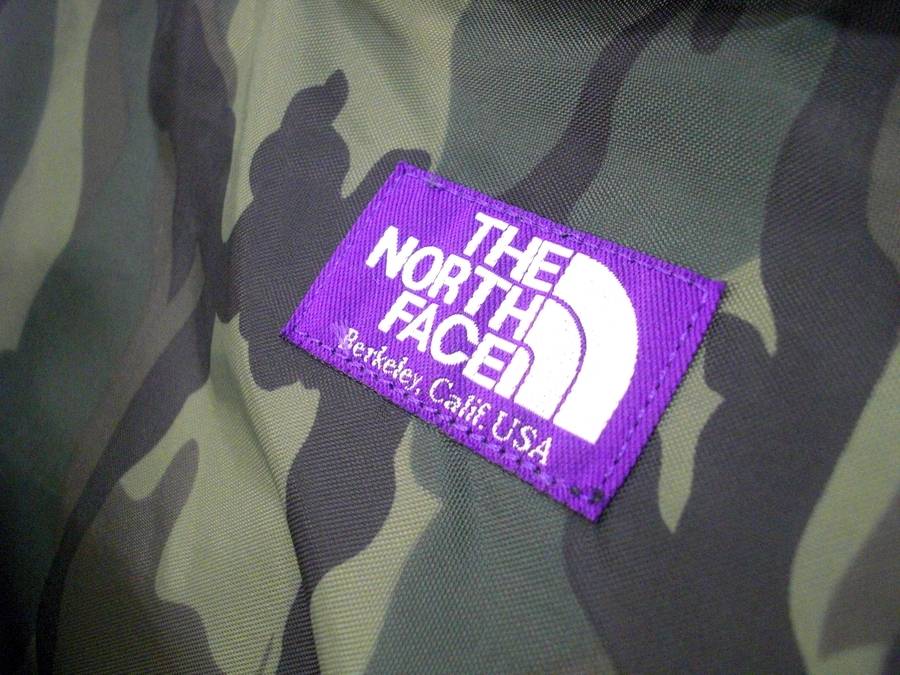 THE
NORTH
FACE
Berkeley, Calif. USA